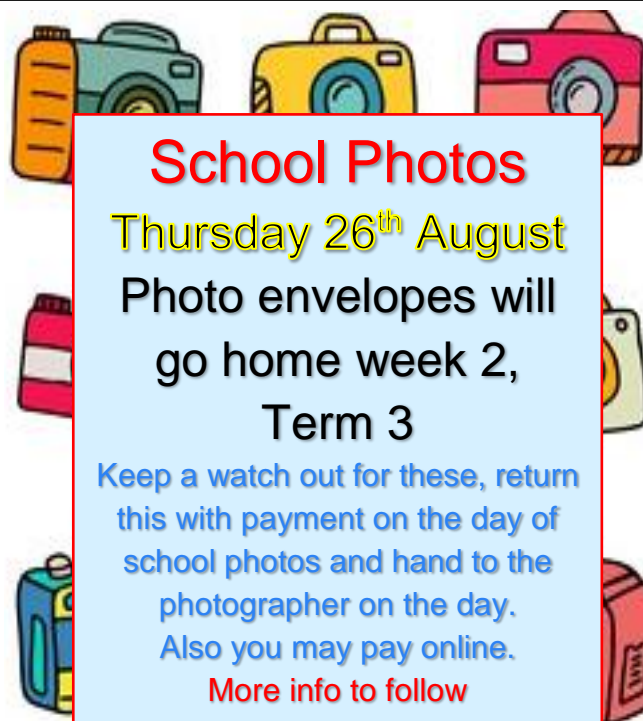 School Photos
Thursday 26th August
Photo envelopes will
go home week 2,
Term 3
Keep a watch out for these, return
this with payment on the day of
school photos and hand to the
photographer on the day.
Also you may pay online.
More info to follow